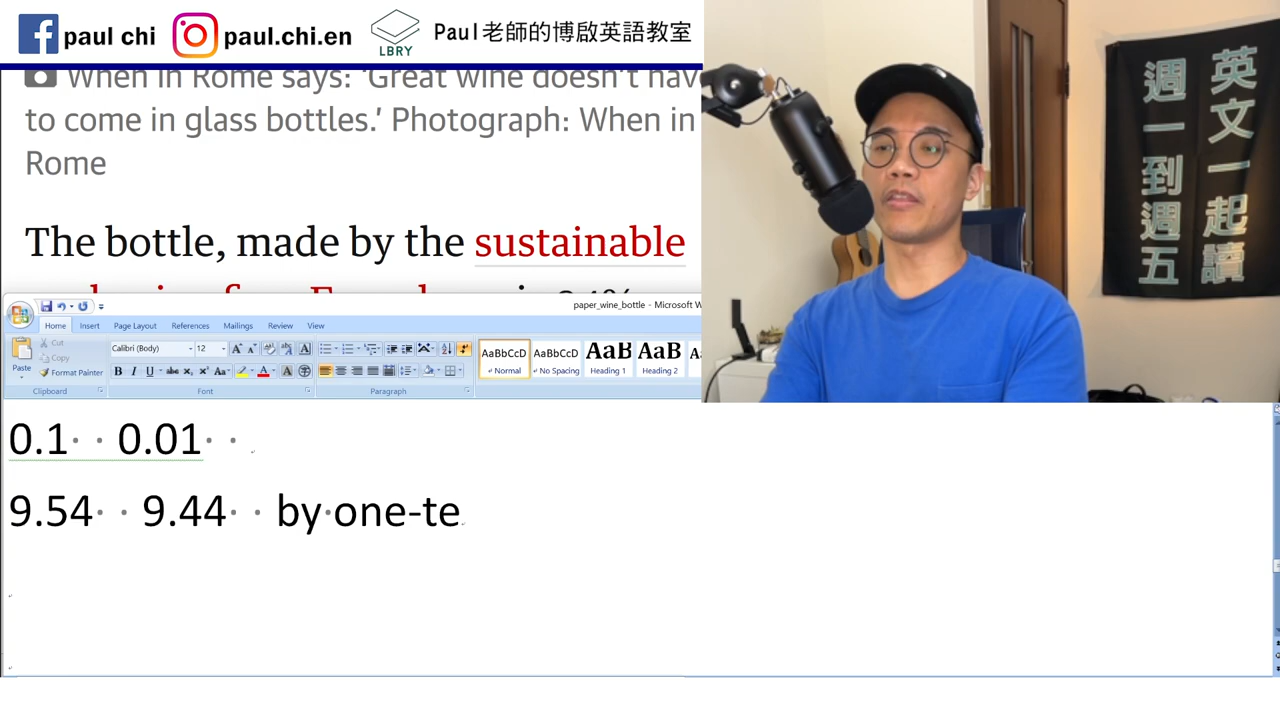 paul chi
paul.chi.en
LBRY
Paul老師的博啟英語教室
When in Rome says: ‘Great wine doesn’t have
to come in glass bottles.’ Photograph: When in
Rome
The bottle, made by the sustainable
paper_wine_bottle - Microsoft W
Home Insert Page Layout References Mailings Review View
Cut
Copy
Format Painter
Paste
Calibri (Body) 12
AaBbCcD AaBbCcD AaB AaB
Normal No Spacing Heading 1 Heading 2
Clipboard Font Paragraph
0.1 0.01
9.54 9.44 by one-te
英文一起讀
週一到週五